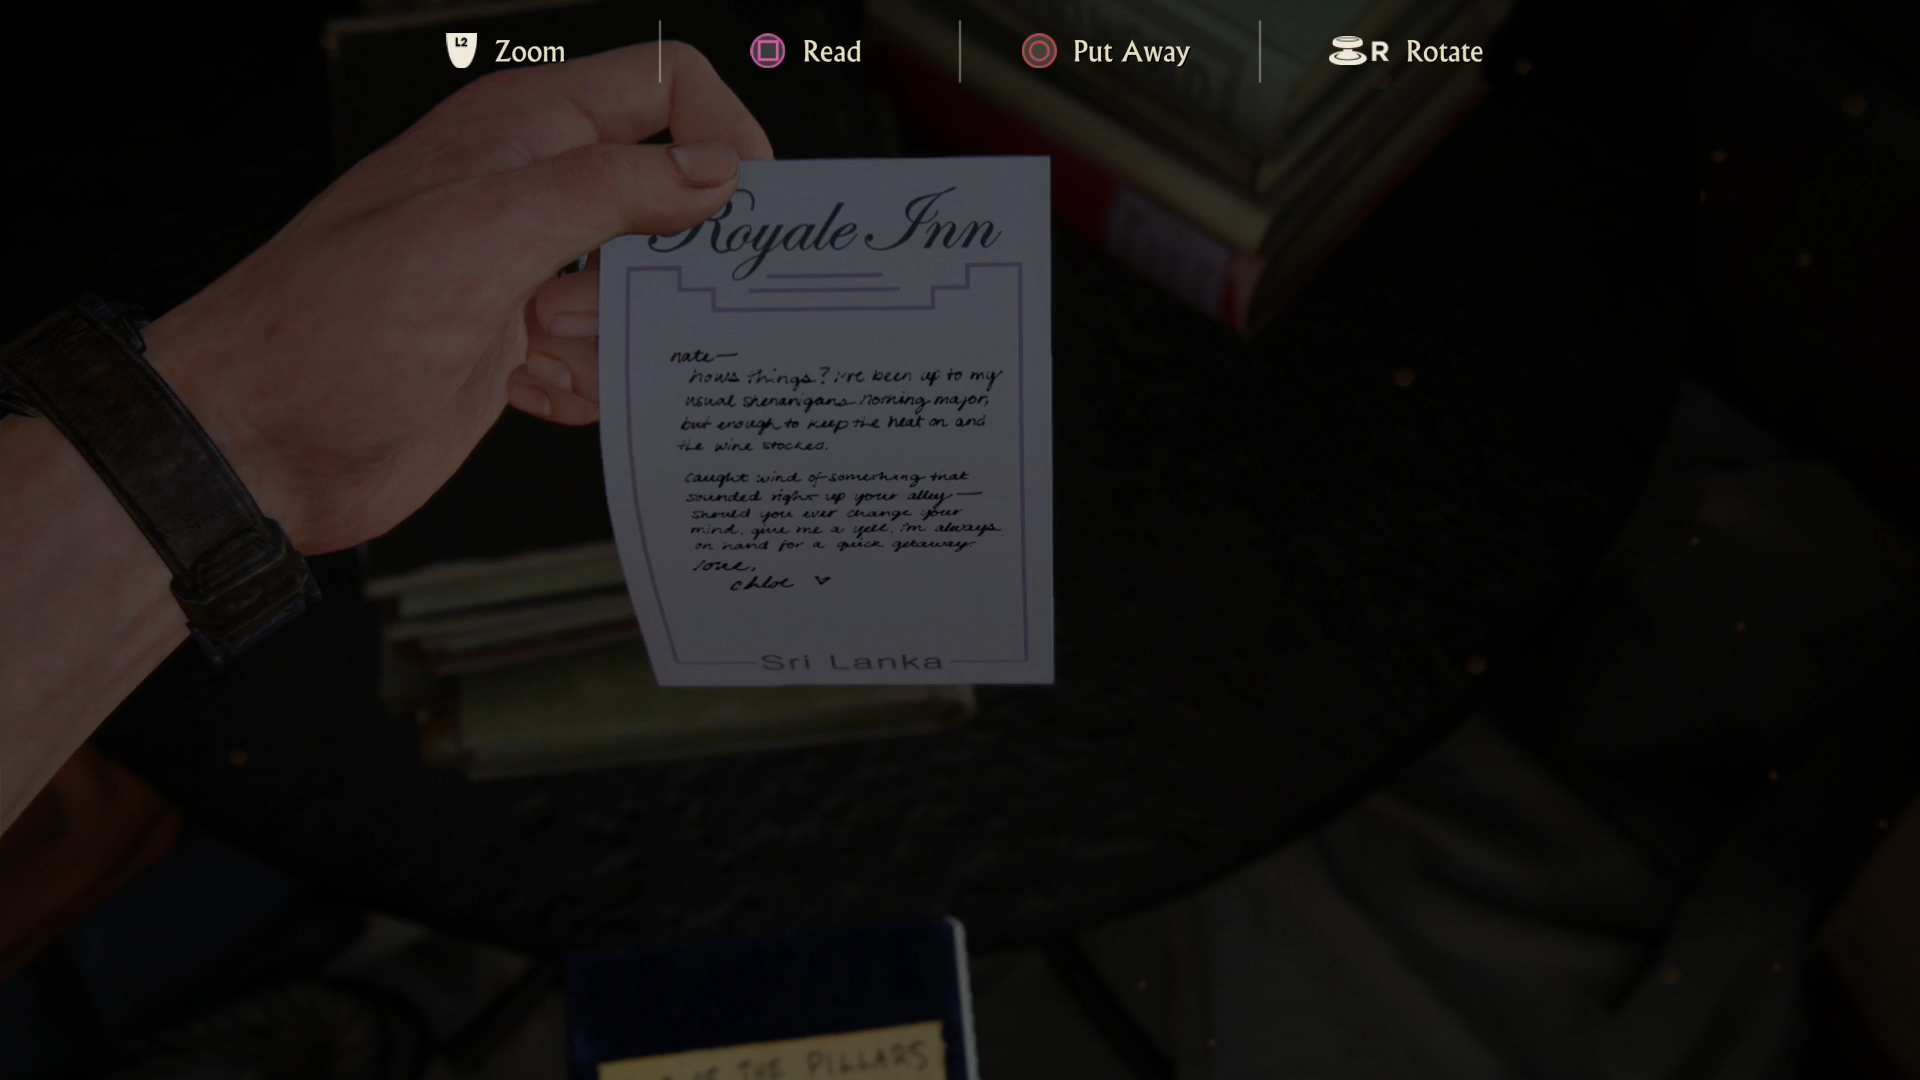 L2 Zoom
Read
Put Away
R Rotate
Royale Inn
nate—
hows things? i've been up to my
usual shenanigans. nothing major,
but enough to keep the heat on and
the wine stocked.
caught wind of something that
sounded right up your alley—
should you ever change your
mind, give me a yell. i'm always
on hand for a quick getaway.
love,
chloe
Sri Lanka
OF THE PILLARS